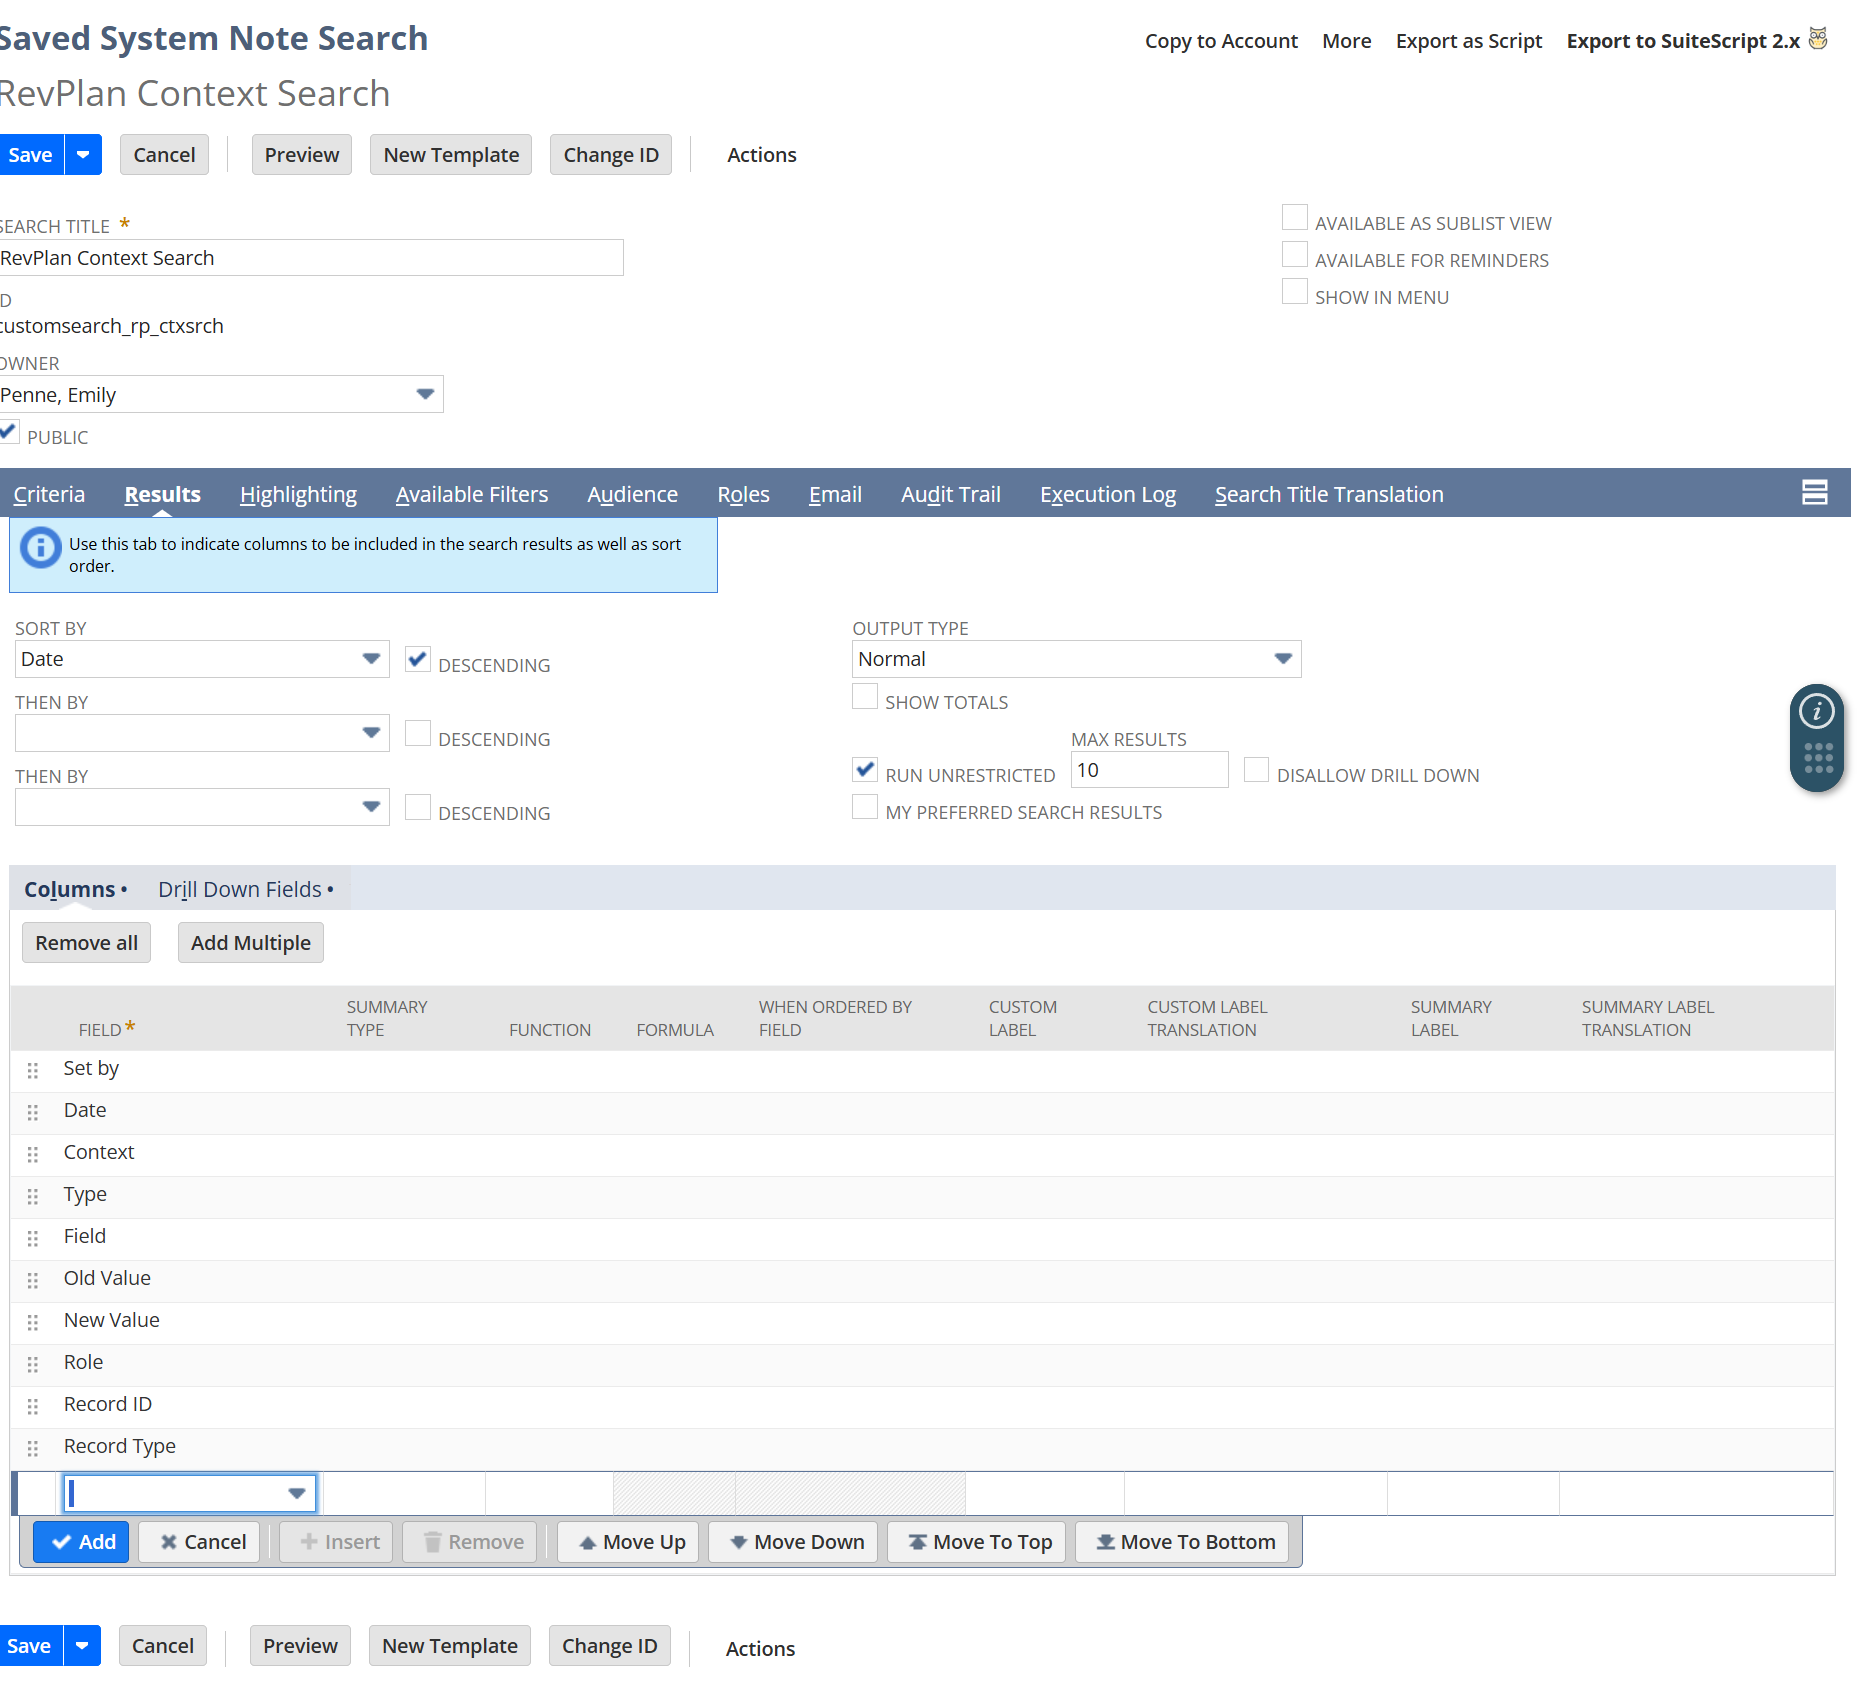 Saved System Note Search
Copy to Account More Export as Script Export to SuiteScript 2.x
RevPlan Context Search
Save Cancel Preview New Template Change ID Actions
SEARCH TITLE *
RevPlan Context Search
AVAILABLE AS SUBLIST VIEW
AVAILABLE FOR REMINDERS
SHOW IN MENU
ID
customsearch_rp_ctxsrch
OWNER
Penne, Emily
PUBLIC
Criteria Results Highlighting Available Filters Audience Roles Email Audit Trail Execution Log Search Title Translation
Use this tab to indicate columns to be included in the search results as well as sort
order.
SORT BY
Date
DESCENDING
THEN BY
DESCENDING
THEN BY
DESCENDING
OUTPUT TYPE
Normal
SHOW TOTALS
MAX RESULTS
RUN UNRESTRICTED 10 DISALLOW DRILL DOWN
MY PREFERRED SEARCH RESULTS
Columns • Drill Down Fields •
Remove all Add Multiple
FIELD * SUMMARY TYPE FUNCTION FORMULA WHEN ORDERED BY FIELD CUSTOM LABEL CUSTOM LABEL TRANSLATION SUMMARY LABEL SUMMARY LABEL TRANSLATION
Set by
Date
Context
Type
Field
Old Value
New Value
Role
Record ID
Record Type
Add Cancel Insert Remove Move Up Move Down Move To Top Move To Bottom
Save Cancel Preview New Template Change ID Actions